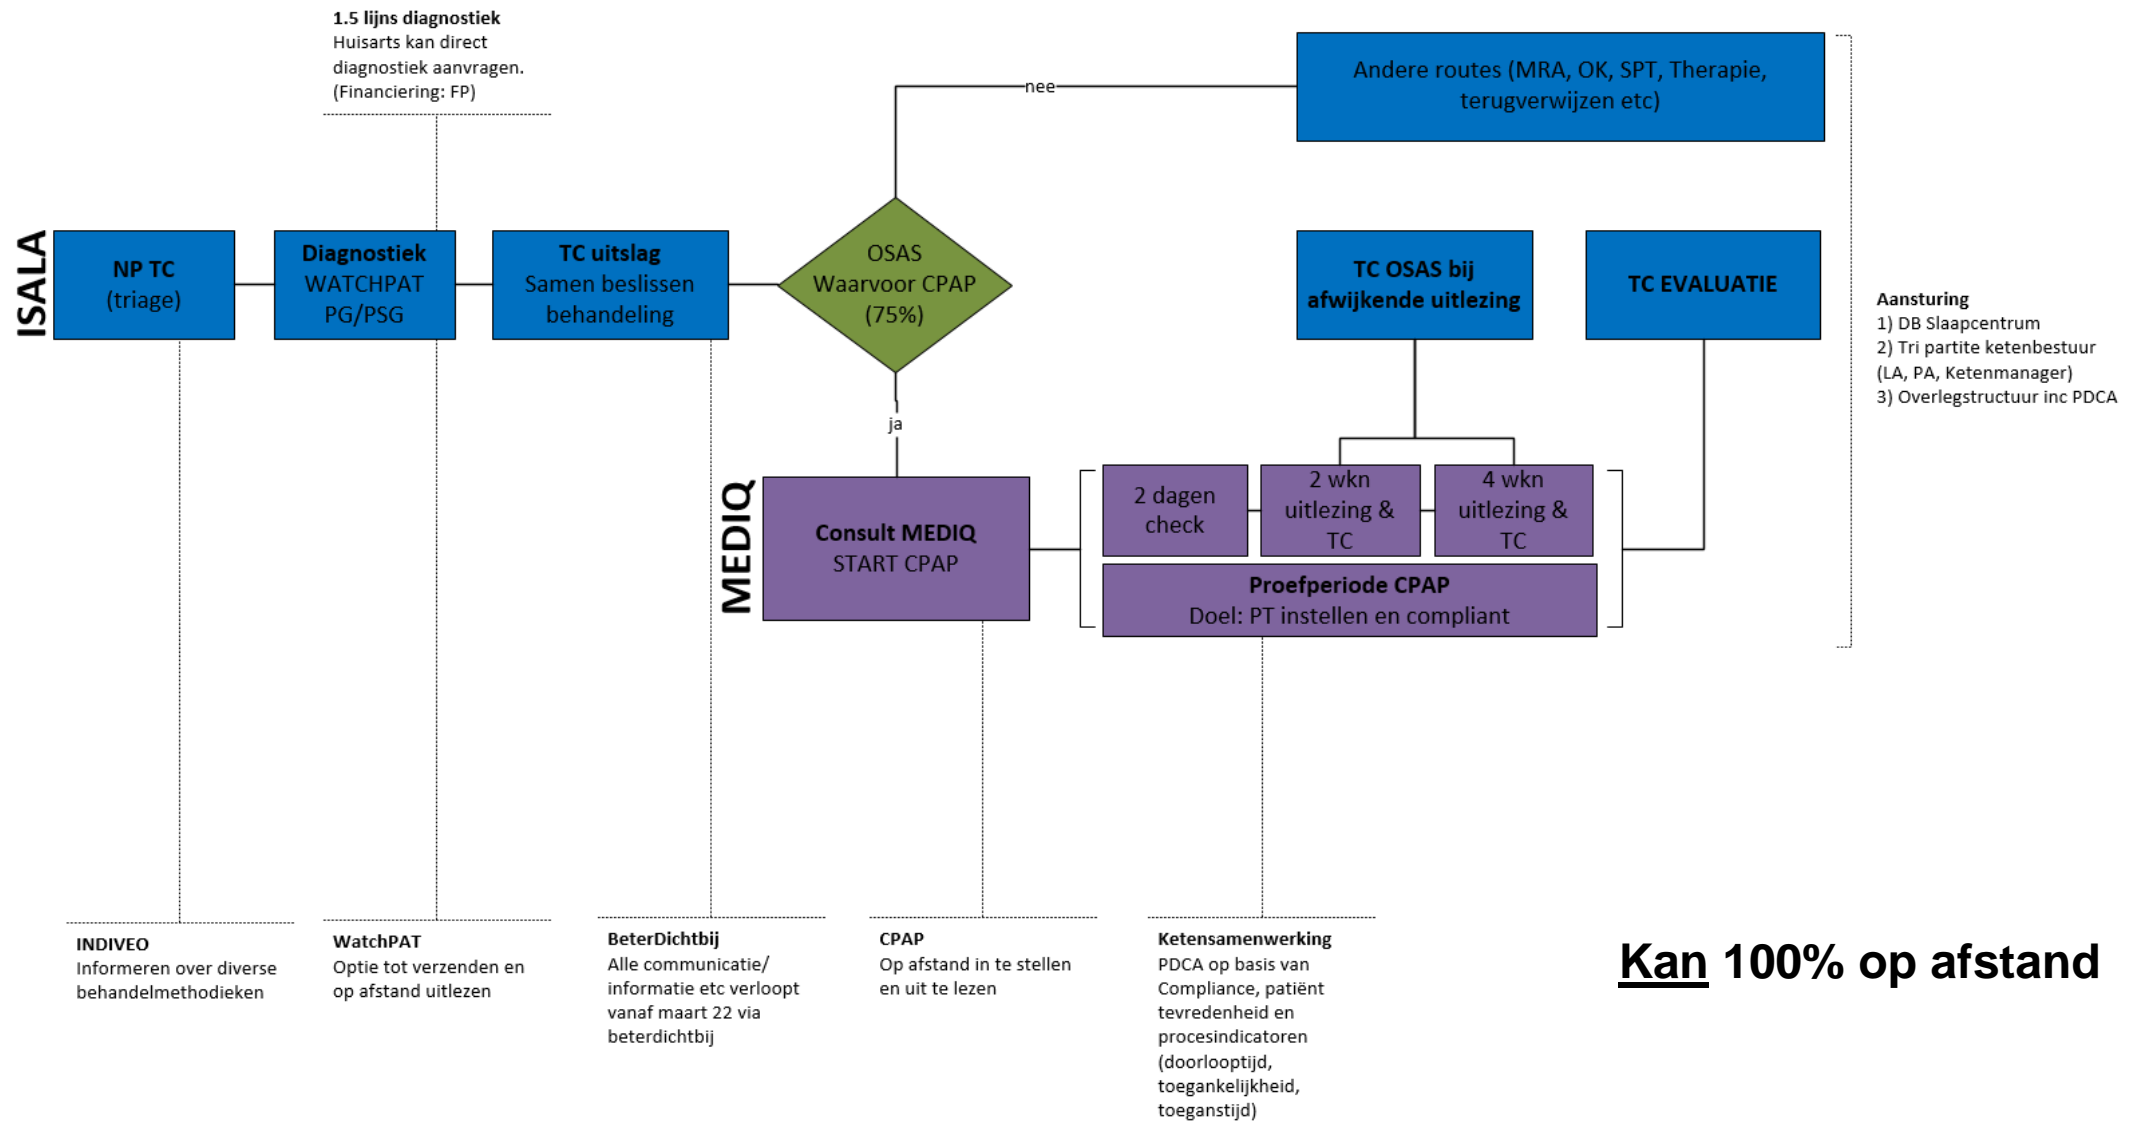 1.5 lijns diagnostiek
Huisarts kan direct
diagnostiek aanvragen.
(Financiering: FP)
nee
Andere routes (MRA, OK, SPT, Therapie,
terugverwijzen etc)
ISALA
NP TC
(triage)
Diagnostiek
WATCHPAT
PG/PSG
TC uitslag
Samen beslissen
behandeling
OSAS
Waarvoor CPAP
(75%)
TC OSAS bij
afwijkende uitlezing
TC EVALUATIE
Aansturing
1) DB Slaapcentrum
2) Tri partite ketenbestuur
(LA, PA, Ketenmanager)
3) Overlegstructuur inc PDCA
ja
MEDIQ
Consult MEDIQ
START CPAP
2 dagen
check
2 wkn
uitlezing &
TC
4 wkn
uitlezing &
TC
Proefperiode CPAP
Doel: PT instellen en compliant
INDIVEO
Informeren over diverse
behandelmethodieken
WatchPAT
Optie tot verzenden en
op afstand uitlezen
BeterDichtbij
Alle communicatie/
informatie etc verloopt
vanaf maart 22 via
beterdichtbij
CPAP
Op afstand in te stellen
en uit te lezen
Ketensamenwerking
PDCA op basis van
Compliance, patiënt
tevredenheid en
procesindicatoren
(doorlooptijd,
toegankelijkheid,
toeganstijd)
Kan 100% op afstand